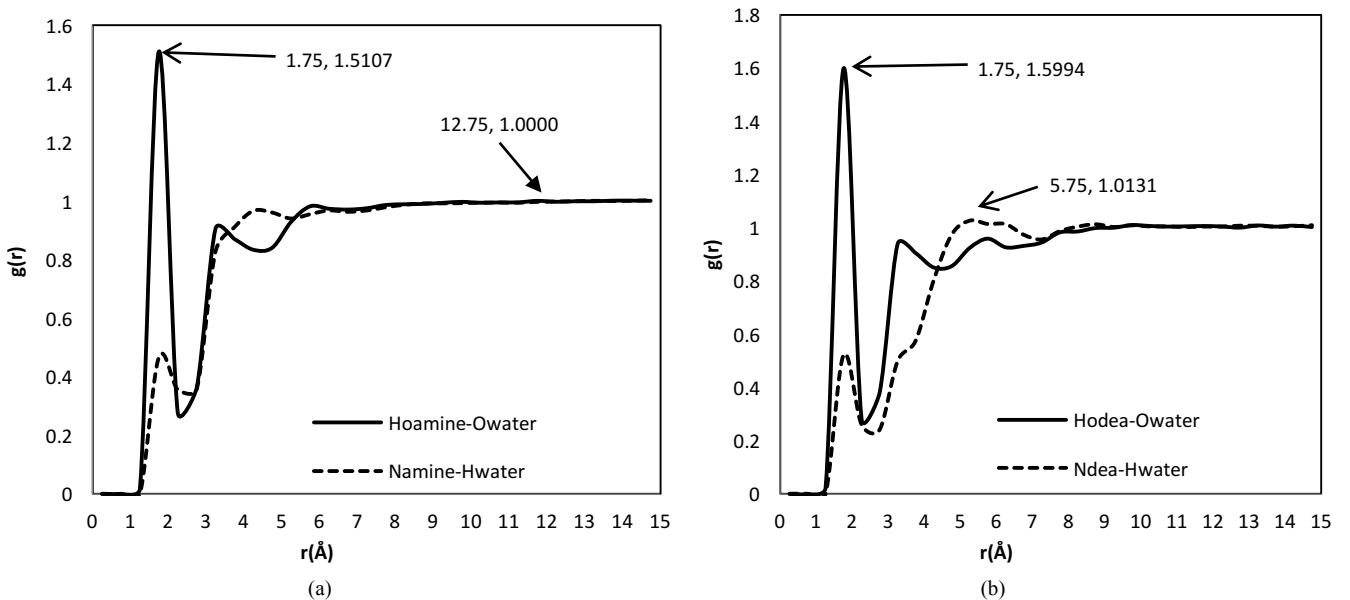 1.6
1.4
1.2
1
0.8
0.6
0.4
0.2
0
g(r)
1.75, 1.5107
12.75, 1.0000
Hoamine-Owater
Namine-Hwater
0 1 2 3 4 5 6 7 8 9 10 11 12 13 14 15
r(Å)
(a)
1.8
1.6
1.4
1.2
1
0.8
0.6
0.4
0.2
0
g(r)
1.75, 1.5994
5.75, 1.0131
Hodea-Owater
Ndea-Hwater
0 1 2 3 4 5 6 7 8 9 10 11 12 13 14 15
r(Å)
(b)